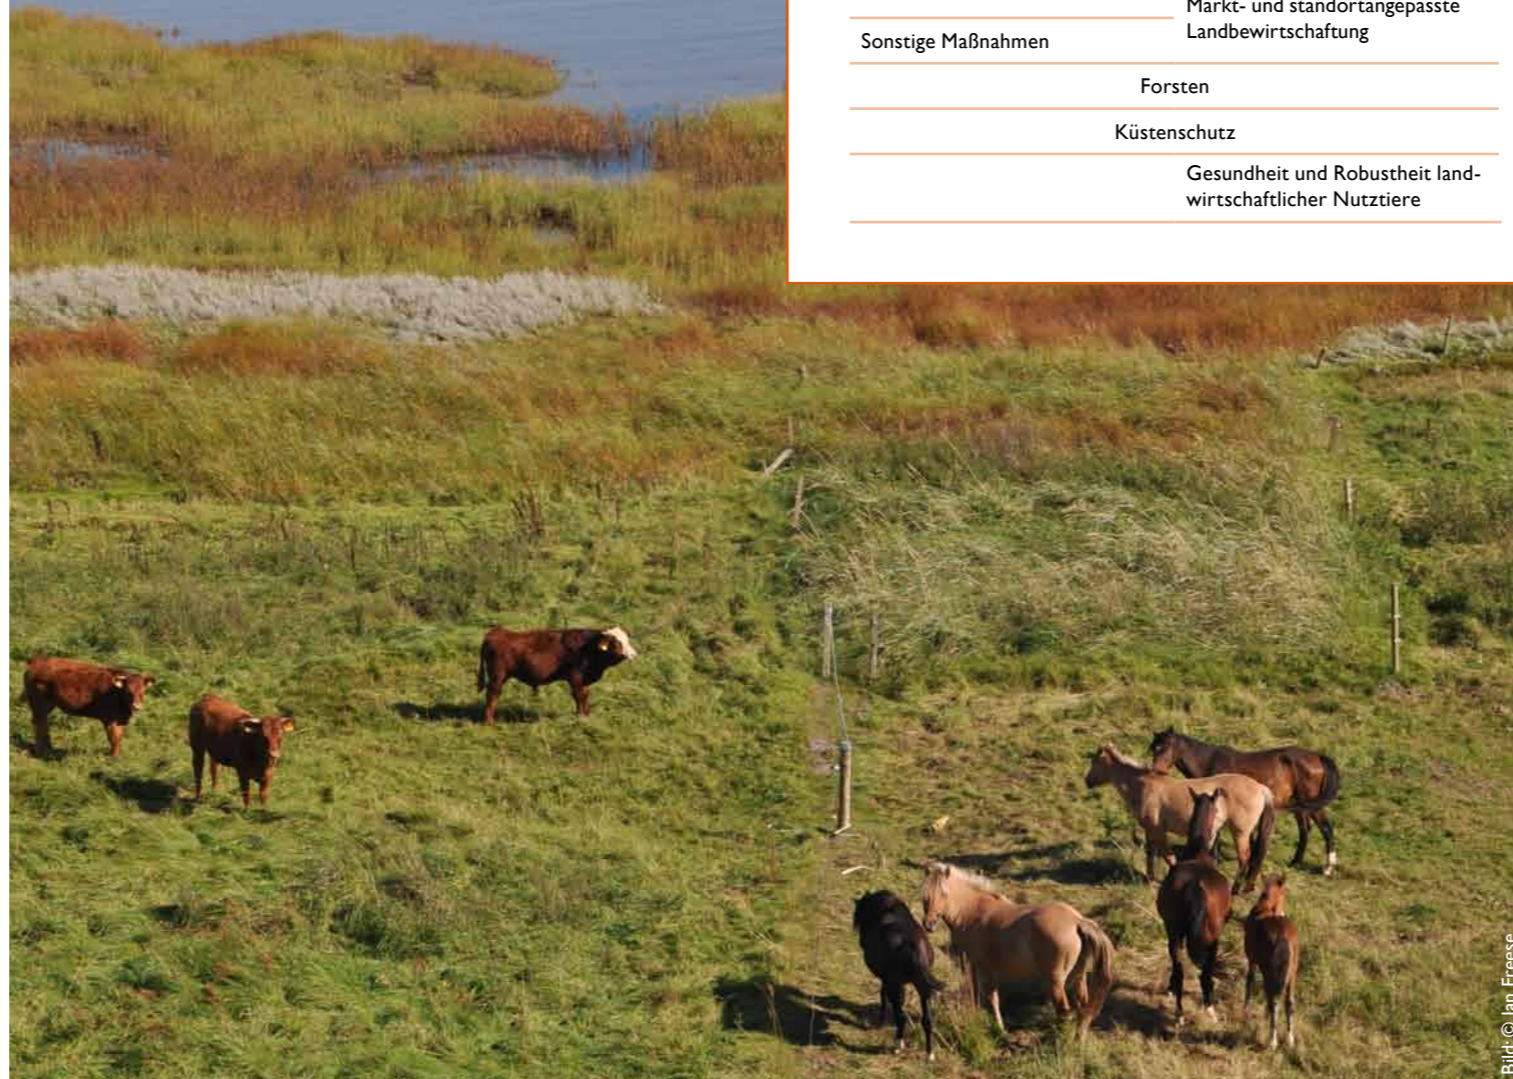 Markt- und standortangepasste
Landbewirtschaftung
Sonstige Maßnahmen
Forsten
Küstenschutz
Gesundheit und Robustheit land-
wirtschaftlicher Nutztiere
Bild: © Jan Freese